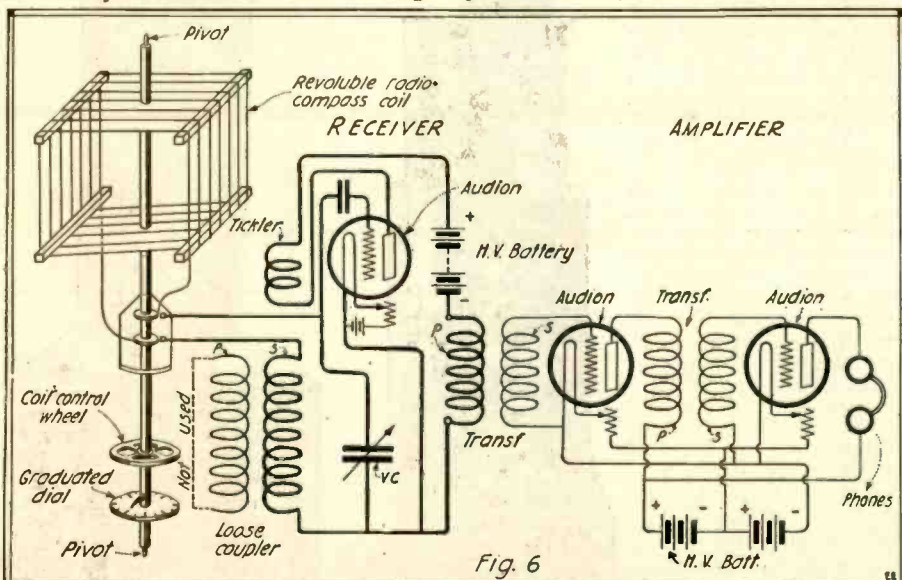 Pivot
Revoluble radio-
compass coil
RECEIVER
AMPLIFIER
Audion
Tickler
+
H.V. Battery
-
Audion
Transf.
Audion
P
S
P
S
P
S
Coil control
wheel
Not Used
VC
Transf
Graduated
dial
Loose
coupler
Phones
+
-
+
-
Pivot
H.V. Batt.
Fig. 6